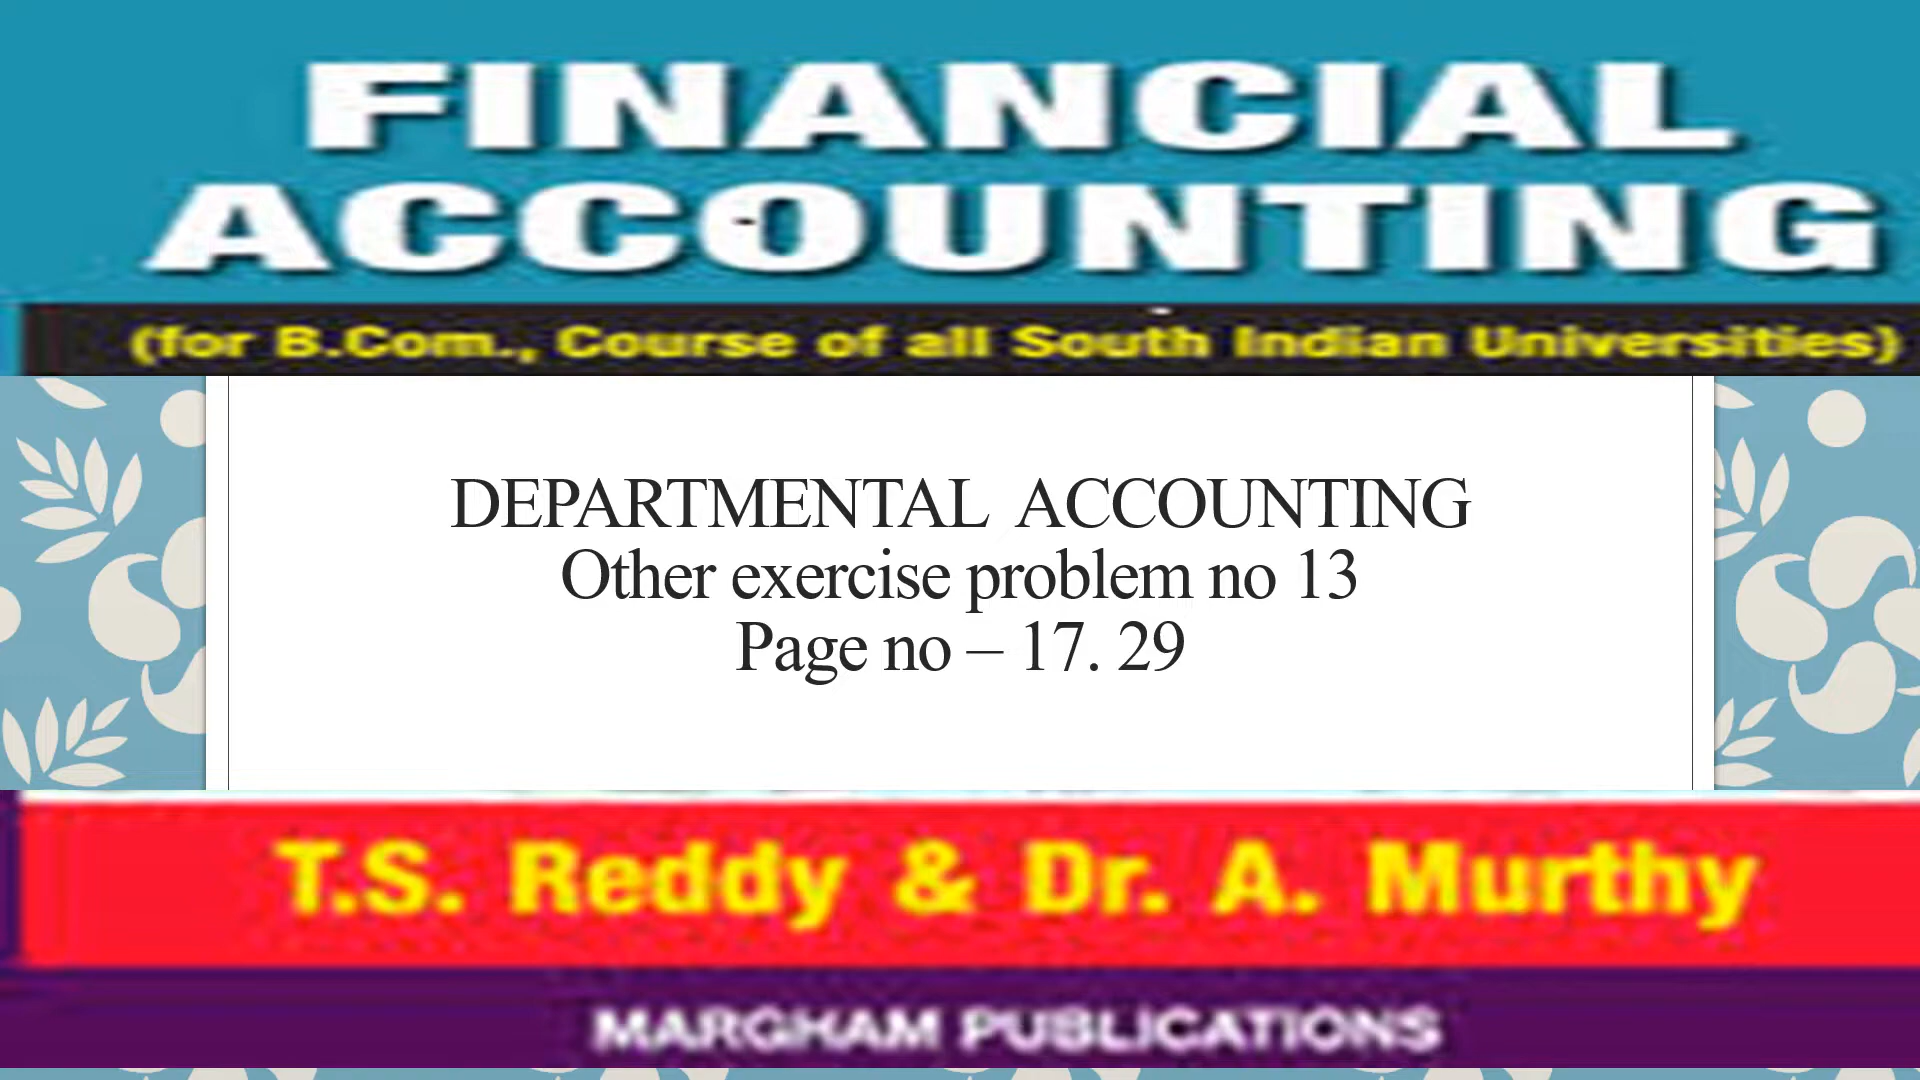 FINANCIAL
ACCOUNTING
(for B.Com., Course of all South Indian Universities)
DEPARTMENTAL ACCOUNTING
Other exercise problem no 13
Page no – 17. 29
T.S. Reddy & Dr. A. Murthy
MARGHAM PUBLICATIONS